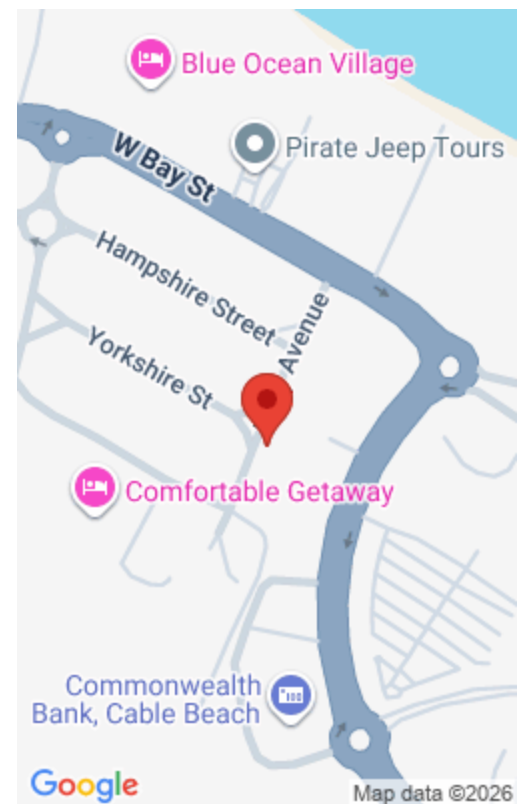 Blue Ocean Village
Pirate Jeep Tours
W Bay St
Hampshire Street
Avenue
Yorkshire St
Comfortable Getaway
Commonwealth
Bank, Cable Beach
Google
Map data ©2026